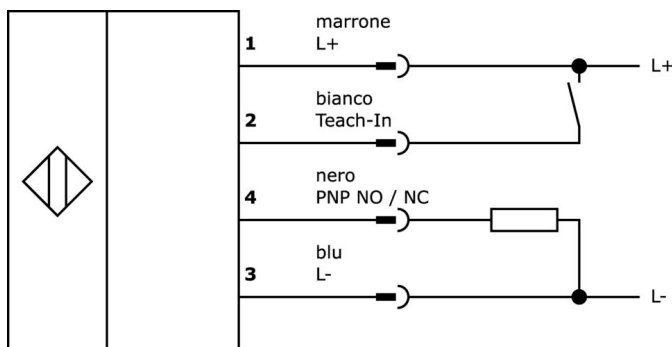 marrone
1 L+
L+
bianco
2 Teach-In
nero
4 PNP NO / NC
blu
3 L-
L-